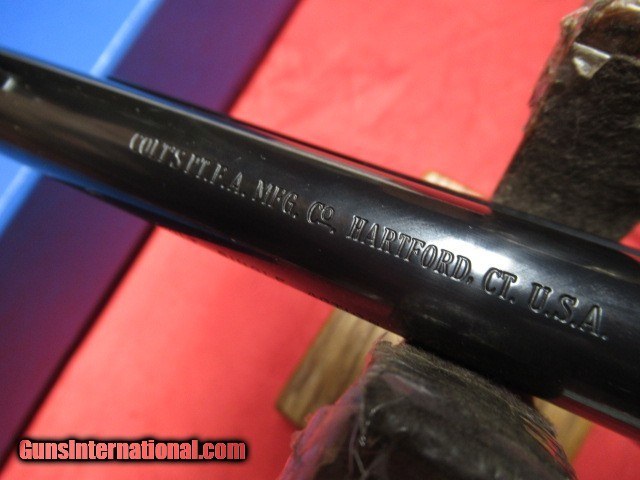 COLT'S PT. F. A. MFG. Co. HARTFORD, CT. U.S.A.
GunsInternational.com